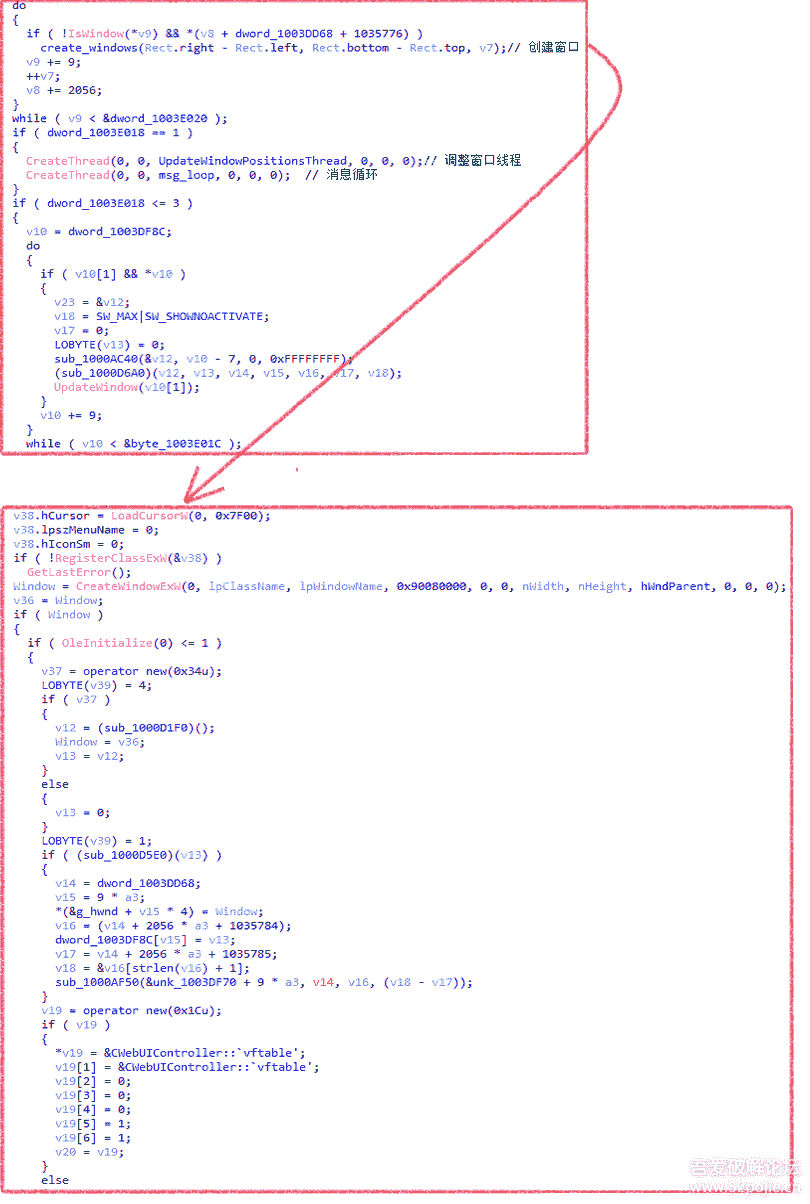 do
{
if ( !IsWindow(*v9) && *(v8 + dword_1003DD68 + 1035776) )
create_windows(Rect.right - Rect.left, Rect.bottom - Rect.top, v7);// 创建窗口
v9 += 9;
++v7;
v8 += 2056;
}
while ( v9 < &dword_1003E020 );
if ( dword_1003E018 == 1 )
{
CreateThread(0, 0, UpdateWindowPositionsThread, 0, 0, 0);// 调整窗口线程
CreateThread(0, 0, msg_loop, 0, 0, 0);  // 消息循环
}
if ( dword_1003E018 <= 3 )
{
v10 = dword_1003DF8C;
do
{
if ( v10[1] && *v10 )
{
v23 = &v12;
v18 = SW_MAX|SW_SHOWNOACTIVATE;
v17 = 0;
LOBYTE(v13) = 0;
sub_1000AC40(&v12, v10 - 7, 0, 0xFFFFFFFF);
(sub_1000D6A0)(v12, v13, v14, v15, v16, v17, v18);
UpdateWindow(v10[1]);
}
v10 += 9;
}
while ( v10 < &byte_1003E01C );
v38.hCursor = LoadCursorW(0, 0x7F00);
v38.lpszMenuName = 0;
v38.hIconSm = 0;
if ( !RegisterClassExW(&v38) )
GetLastError();
Window = CreateWindowExW(0, lpClassName, lpWindowName, 0x90080000, 0, 0, nWidth, nHeight, hWndParent, 0, 0, 0);
v36 = Window;
if ( Window )
{
if ( OleInitialize(0) <= 1 )
{
v37 = operator new(0x34u);
LOBYTE(v39) = 4;
if ( v37 )
{
v12 = (sub_1000D1F0)();
Window = v36;
v13 = v12;
}
else
{
v13 = 0;
}
LOBYTE(v39) = 1;
if ( (sub_1000D5E0)(v13) )
{
v14 = dword_1003DD68;
v15 = 9 * a3;
*(&g_hwnd + v15 * 4) = Window;
v16 = (v14 + 2056 * a3 + 1035784);
dword_1003DF8C[v15] = v13;
v17 = v14 + 2056 * a3 + 1035785;
v18 = &v16[strlen(v16) + 1];
sub_1000AF50(&unk_1003DF70 + 9 * a3, v14, v16, (v18 - v17));
}
v19 = operator new(0x1Cu);
if ( v19 )
{
*v19 = &CWebUIController::`vftable';
v19[1] = &CWebUIController::`vftable';
v19[2] = 0;
v19[3] = 0;
v19[4] = 0;
v19[5] = 1;
v19[6] = 1;
v20 = v19;
}
else
吾爱破解论坛